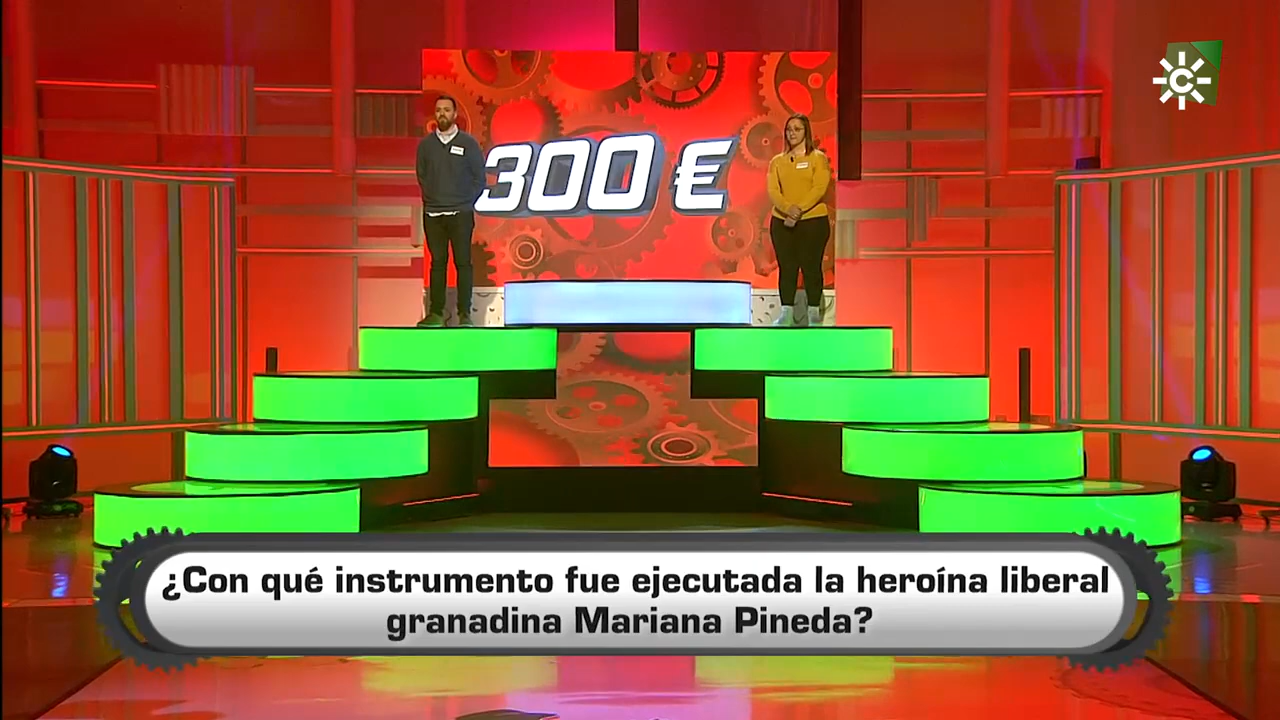 300 €
¿Con qué instrumento fue ejecutada la heroína liberal
granadina Mariana Pineda?